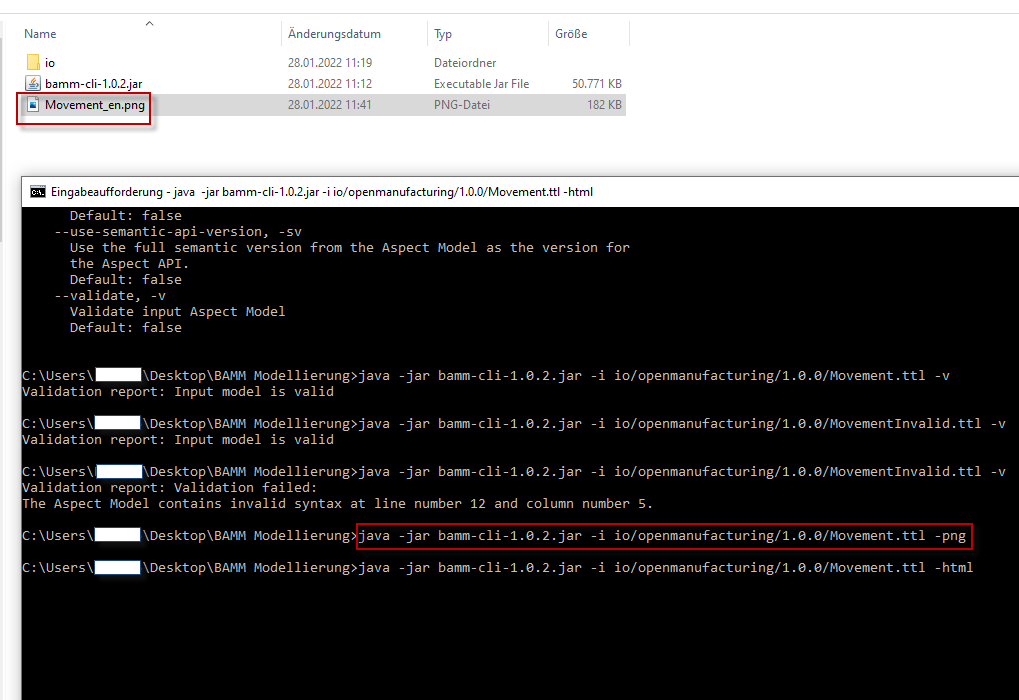 Name Änderungsdatum Typ Größe
io 28.01.2022 11:19 Dateiordner
bamm-cli-1.0.2.jar 28.01.2022 11:12 Executable Jar File 50.771 KB
Movement_en.png 28.01.2022 11:41 PNG-Datei 182 KB
Eingabeaufforderung - java -jar bamm-cli-1.0.2.jar -i io/openmanufacturing/1.0.0/Movement.ttl -html
Default: false
--use-semantic-api-version, -sv
Use the full semantic version from the Aspect Model as the version for
the Aspect API.
Default: false
--validate, -v
Validate input Aspect Model
Default: false
C:\Users\ \Desktop\BAMM Modellierung>java -jar bamm-cli-1.0.2.jar -i io/openmanufacturing/1.0.0/Movement.ttl -v
Validation report: Input model is valid
C:\Users\ \Desktop\BAMM Modellierung>java -jar bamm-cli-1.0.2.jar -i io/openmanufacturing/1.0.0/MovementInvalid.ttl -v
Validation report: Input model is valid
C:\Users\ \Desktop\BAMM Modellierung>java -jar bamm-cli-1.0.2.jar -i io/openmanufacturing/1.0.0/MovementInvalid.ttl -v
Validation report: Validation failed:
The Aspect Model contains invalid syntax at line number 12 and column number 5.
C:\Users\ \Desktop\BAMM Modellierung>java -jar bamm-cli-1.0.2.jar -i io/openmanufacturing/1.0.0/Movement.ttl -png
C:\Users\ \Desktop\BAMM Modellierung>java -jar bamm-cli-1.0.2.jar -i io/openmanufacturing/1.0.0/Movement.ttl -html